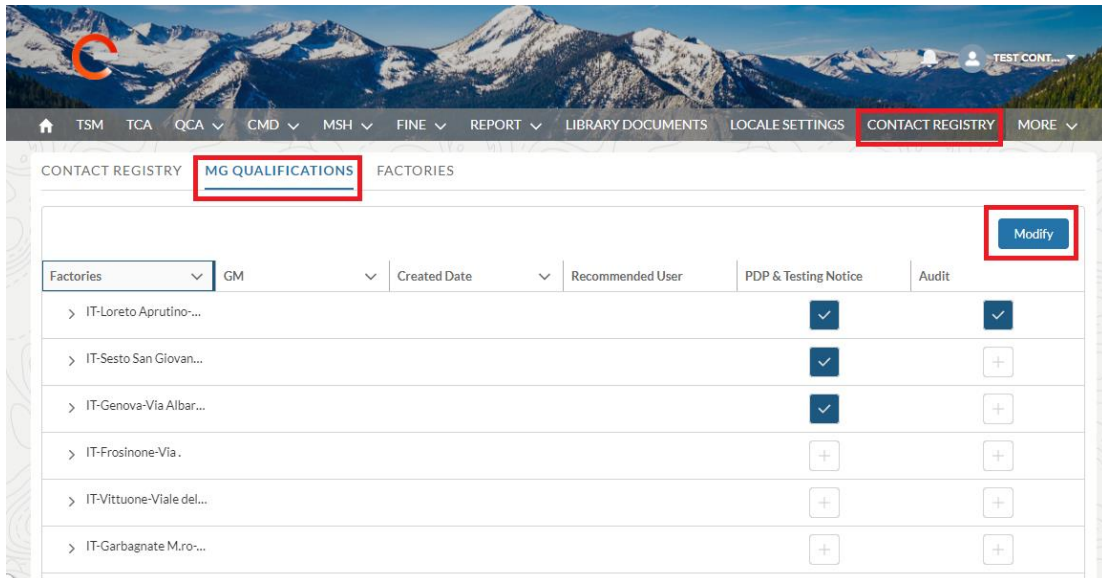 TEST CONT...
TSM TCA QCA CMD MSH FINE REPORT LIBRARY DOCUMENTS LOCALE SETTINGS CONTACT REGISTRY MORE
CONTACT REGISTRY MG QUALIFICATIONS FACTORIES
Modify
Factories GM Created Date Recommended User PDP & Testing Notice Audit
IT-Loreto Aprutino-...
IT-Sesto San Giovan...
IT-Genova-Via Albar...
IT-Frosinone-Via .
IT-Vittuone-Viale del...
IT-Garbagnate M.ro-...